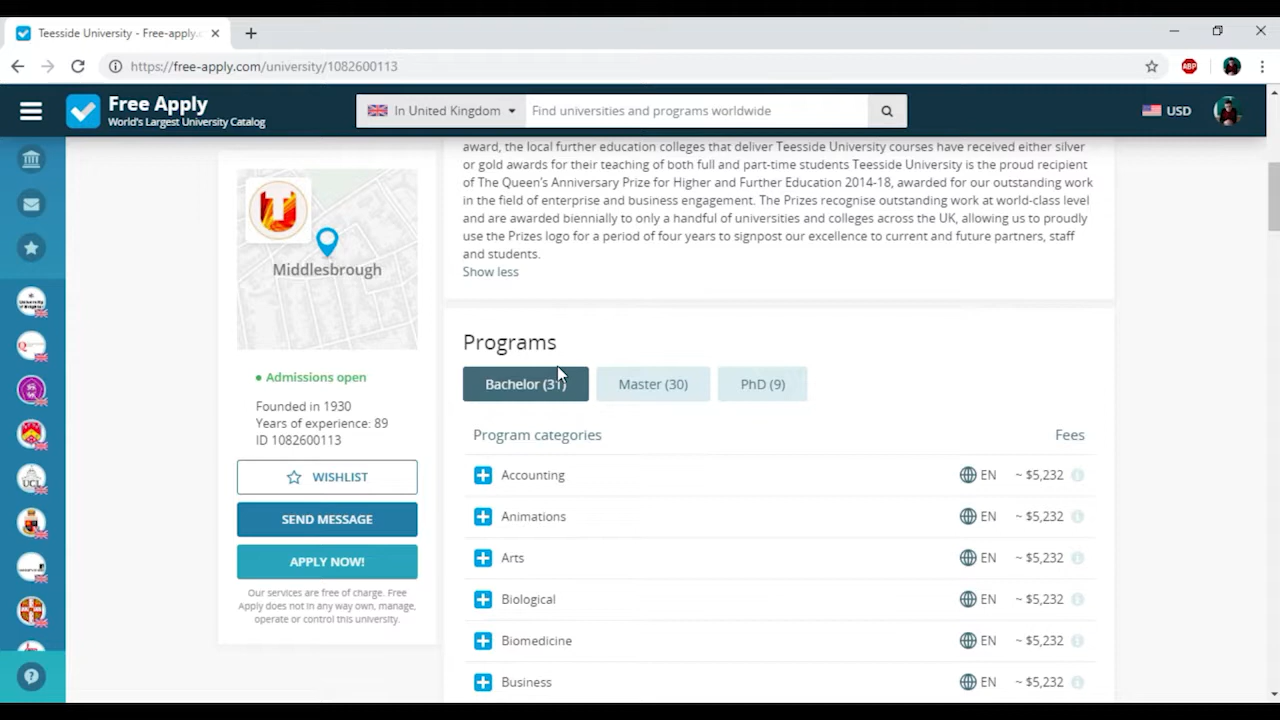 Teesside University - Free-apply.c
https://free-apply.com/university/1082600113
ABP
Free Apply
World's Largest University Catalog
In United Kingdom
Find universities and programs worldwide
USD
award, the local further education colleges that deliver Teesside University courses have received either silver
or gold awards for their teaching of both full and part-time students Teesside University is the proud recipient
of The Queen's Anniversary Prize for Higher and Further Education 2014-18, awarded for our outstanding work
in the field of enterprise and business engagement. The Prizes recognise outstanding work at world-class level
and are awarded biennially to only a handful of universities and colleges across the UK, allowing us to proudly
use the Prizes logo for a period of four years to signpost our excellence to current and future partners, staff
and students.
Show less
Middlesbrough
• Admissions open
Founded in 1930
Years of experience: 89
ID 1082600113
WISHLIST
SEND MESSAGE
APPLY NOW!
Our services are free of charge. Free
Apply does not in any way own, manage,
operate or control this university.
Programs
Bachelor (31)
Master (30)
PhD (9)
Program categories
Fees
Accounting EN ~ $5,232
Animations EN ~ $5,232
Arts EN ~ $5,232
Biological EN ~ $5,232
Biomedicine EN ~ $5,232
Business EN ~ $5,232
UCL